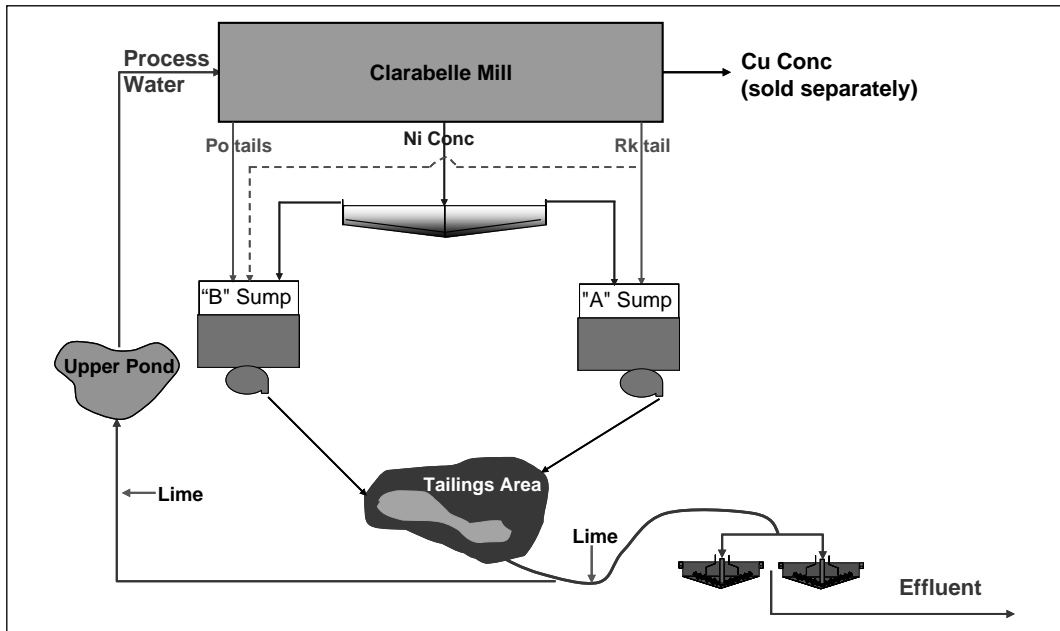 Process
Water
Clarabelle Mill
Cu Conc
(sold separately)
Po tails
Ni Conc
Rk tail
“B" Sump
"A" Sump
Upper Pond
Tailings Area
Lime
Lime
Effluent